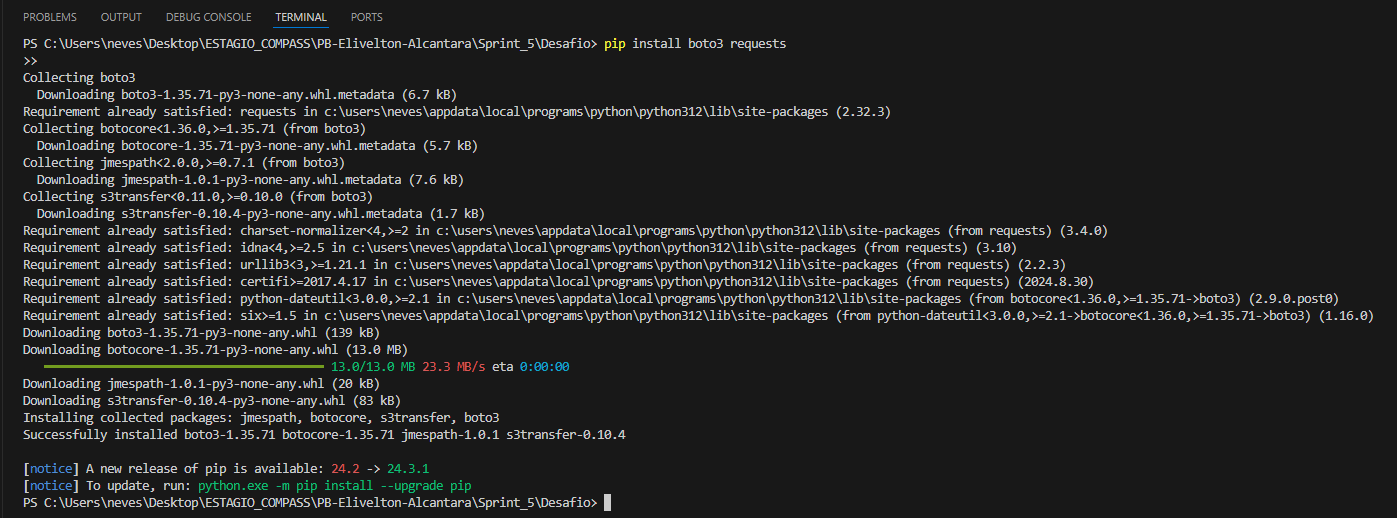 PROBLEMS OUTPUT DEBUG CONSOLE TERMINAL PORTS
PS C:\Users\neves\Desktop\ESTAGIO_COMPASS\PB-Elivelton-Alcantara\Sprint_5\Desafio> pip install boto3 requests
>>
Collecting boto3
  Downloading boto3-1.35.71-py3-none-any.whl.metadata (6.7 kB)
Requirement already satisfied: requests in c:\users\neves\appdata\local\programs\python\python312\lib\site-packages (2.32.3)
Collecting botocore<1.36.0,>=1.35.71 (from boto3)
  Downloading botocore-1.35.71-py3-none-any.whl.metadata (5.7 kB)
Collecting jmespath<2.0.0,>=0.7.1 (from boto3)
  Downloading jmespath-1.0.1-py3-none-any.whl.metadata (7.6 kB)
Collecting s3transfer<0.11.0,>=0.10.0 (from boto3)
  Downloading s3transfer-0.10.4-py3-none-any.whl.metadata (1.7 kB)
Requirement already satisfied: charset-normalizer<4,>=2 in c:\users\neves\appdata\local\programs\python\python312\lib\site-packages (from requests) (3.4.0)
Requirement already satisfied: idna<4,>=2.5 in c:\users\neves\appdata\local\programs\python\python312\lib\site-packages (from requests) (3.10)
Requirement already satisfied: urllib3<3,>=1.21.1 in c:\users\neves\appdata\local\programs\python\python312\lib\site-packages (from requests) (2.2.3)
Requirement already satisfied: certifi>=2017.4.17 in c:\users\neves\appdata\local\programs\python\python312\lib\site-packages (from requests) (2024.8.30)
Requirement already satisfied: python-dateutil<3.0.0,>=2.1 in c:\users\neves\appdata\local\programs\python\python312\lib\site-packages (from botocore<1.36.0,>=1.35.71->boto3) (2.9.0.post0)
Requirement already satisfied: six>=1.5 in c:\users\neves\appdata\local\programs\python\python312\lib\site-packages (from python-dateutil<3.0.0,>=2.1->botocore<1.36.0,>=1.35.71->boto3) (1.16.0)
Downloading boto3-1.35.71-py3-none-any.whl (139 kB)
Downloading botocore-1.35.71-py3-none-any.whl (13.0 MB)
13.0/13.0 MB 23.3 MB/s eta 0:00:00
Downloading jmespath-1.0.1-py3-none-any.whl (20 kB)
Downloading s3transfer-0.10.4-py3-none-any.whl (83 kB)
Installing collected packages: jmespath, botocore, s3transfer, boto3
Successfully installed boto3-1.35.71 botocore-1.35.71 jmespath-1.0.1 s3transfer-0.10.4
[notice] A new release of pip is available: 24.2 -> 24.3.1
[notice] To update, run: python.exe -m pip install --upgrade pip
PS C:\Users\neves\Desktop\ESTAGIO_COMPASS\PB-Elivelton-Alcantara\Sprint_5\Desafio>